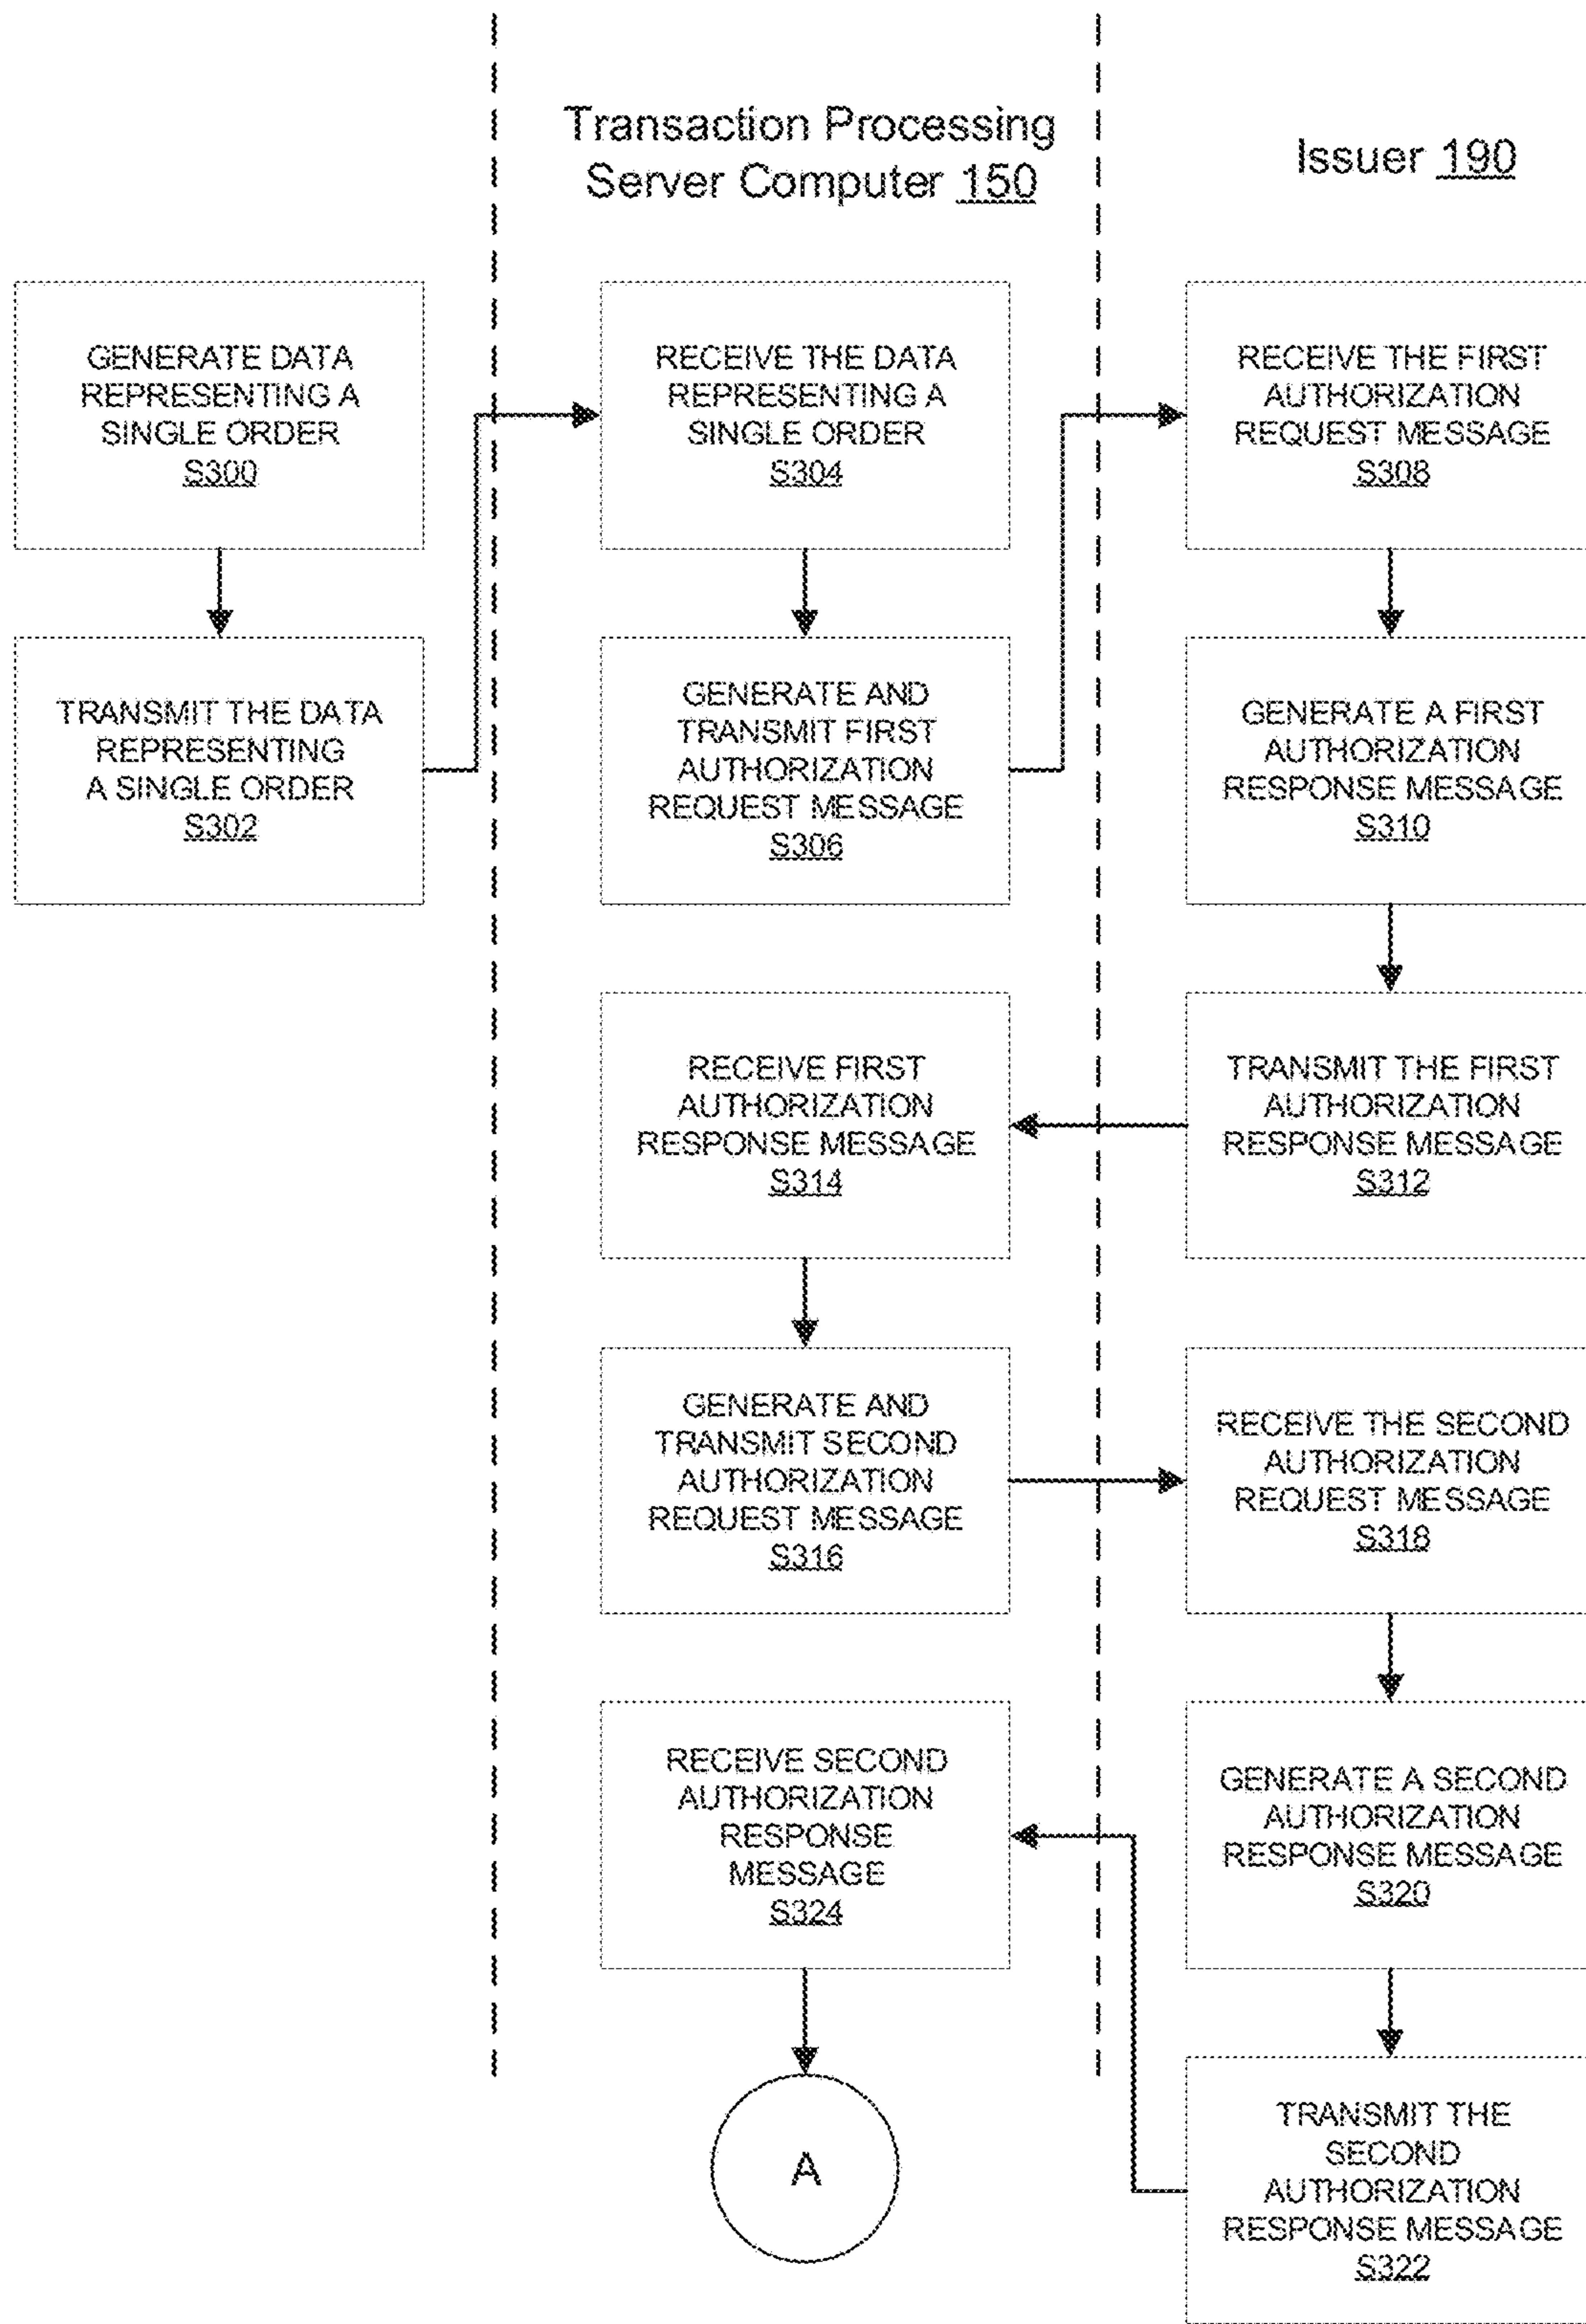 Transaction Processing
Server Computer 150
Issuer 190
GENERATE DATA
REPRESENTING A
SINGLE ORDER
S300
TRANSMIT THE DATA
REPRESENTING
A SINGLE ORDER
S302
RECEIVE THE DATA
REPRESENTING A
SINGLE ORDER
S304
GENERATE AND
TRANSMIT FIRST
AUTHORIZATION
REQUEST MESSAGE
S306
RECEIVE THE FIRST
AUTHORIZATION
REQUEST MESSAGE
S308
GENERATE A FIRST
AUTHORIZATION
RESPONSE MESSAGE
S310
TRANSMIT THE FIRST
AUTHORIZATION
RESPONSE MESSAGE
S312
RECEIVE FIRST
AUTHORIZATION
RESPONSE MESSAGE
S314
GENERATE AND
TRANSMIT SECOND
AUTHORIZATION
REQUEST MESSAGE
S316
RECEIVE THE SECOND
AUTHORIZATION
REQUEST MESSAGE
S318
GENERATE A SECOND
AUTHORIZATION
RESPONSE MESSAGE
S320
TRANSMIT THE
SECOND
AUTHORIZATION
RESPONSE MESSAGE
S322
RECEIVE SECOND
AUTHORIZATION
RESPONSE
MESSAGE
S324
A